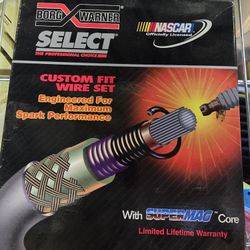 BORG WARNER
SELECT
THE PROFESSIONAL CHOICE
NASCAR
Officially Licensed
CUSTOM FIT
WIRE SET
Engineered For
Maximum
Spark Performance
With SUPERMAG Core
Limited Lifetime Warranty